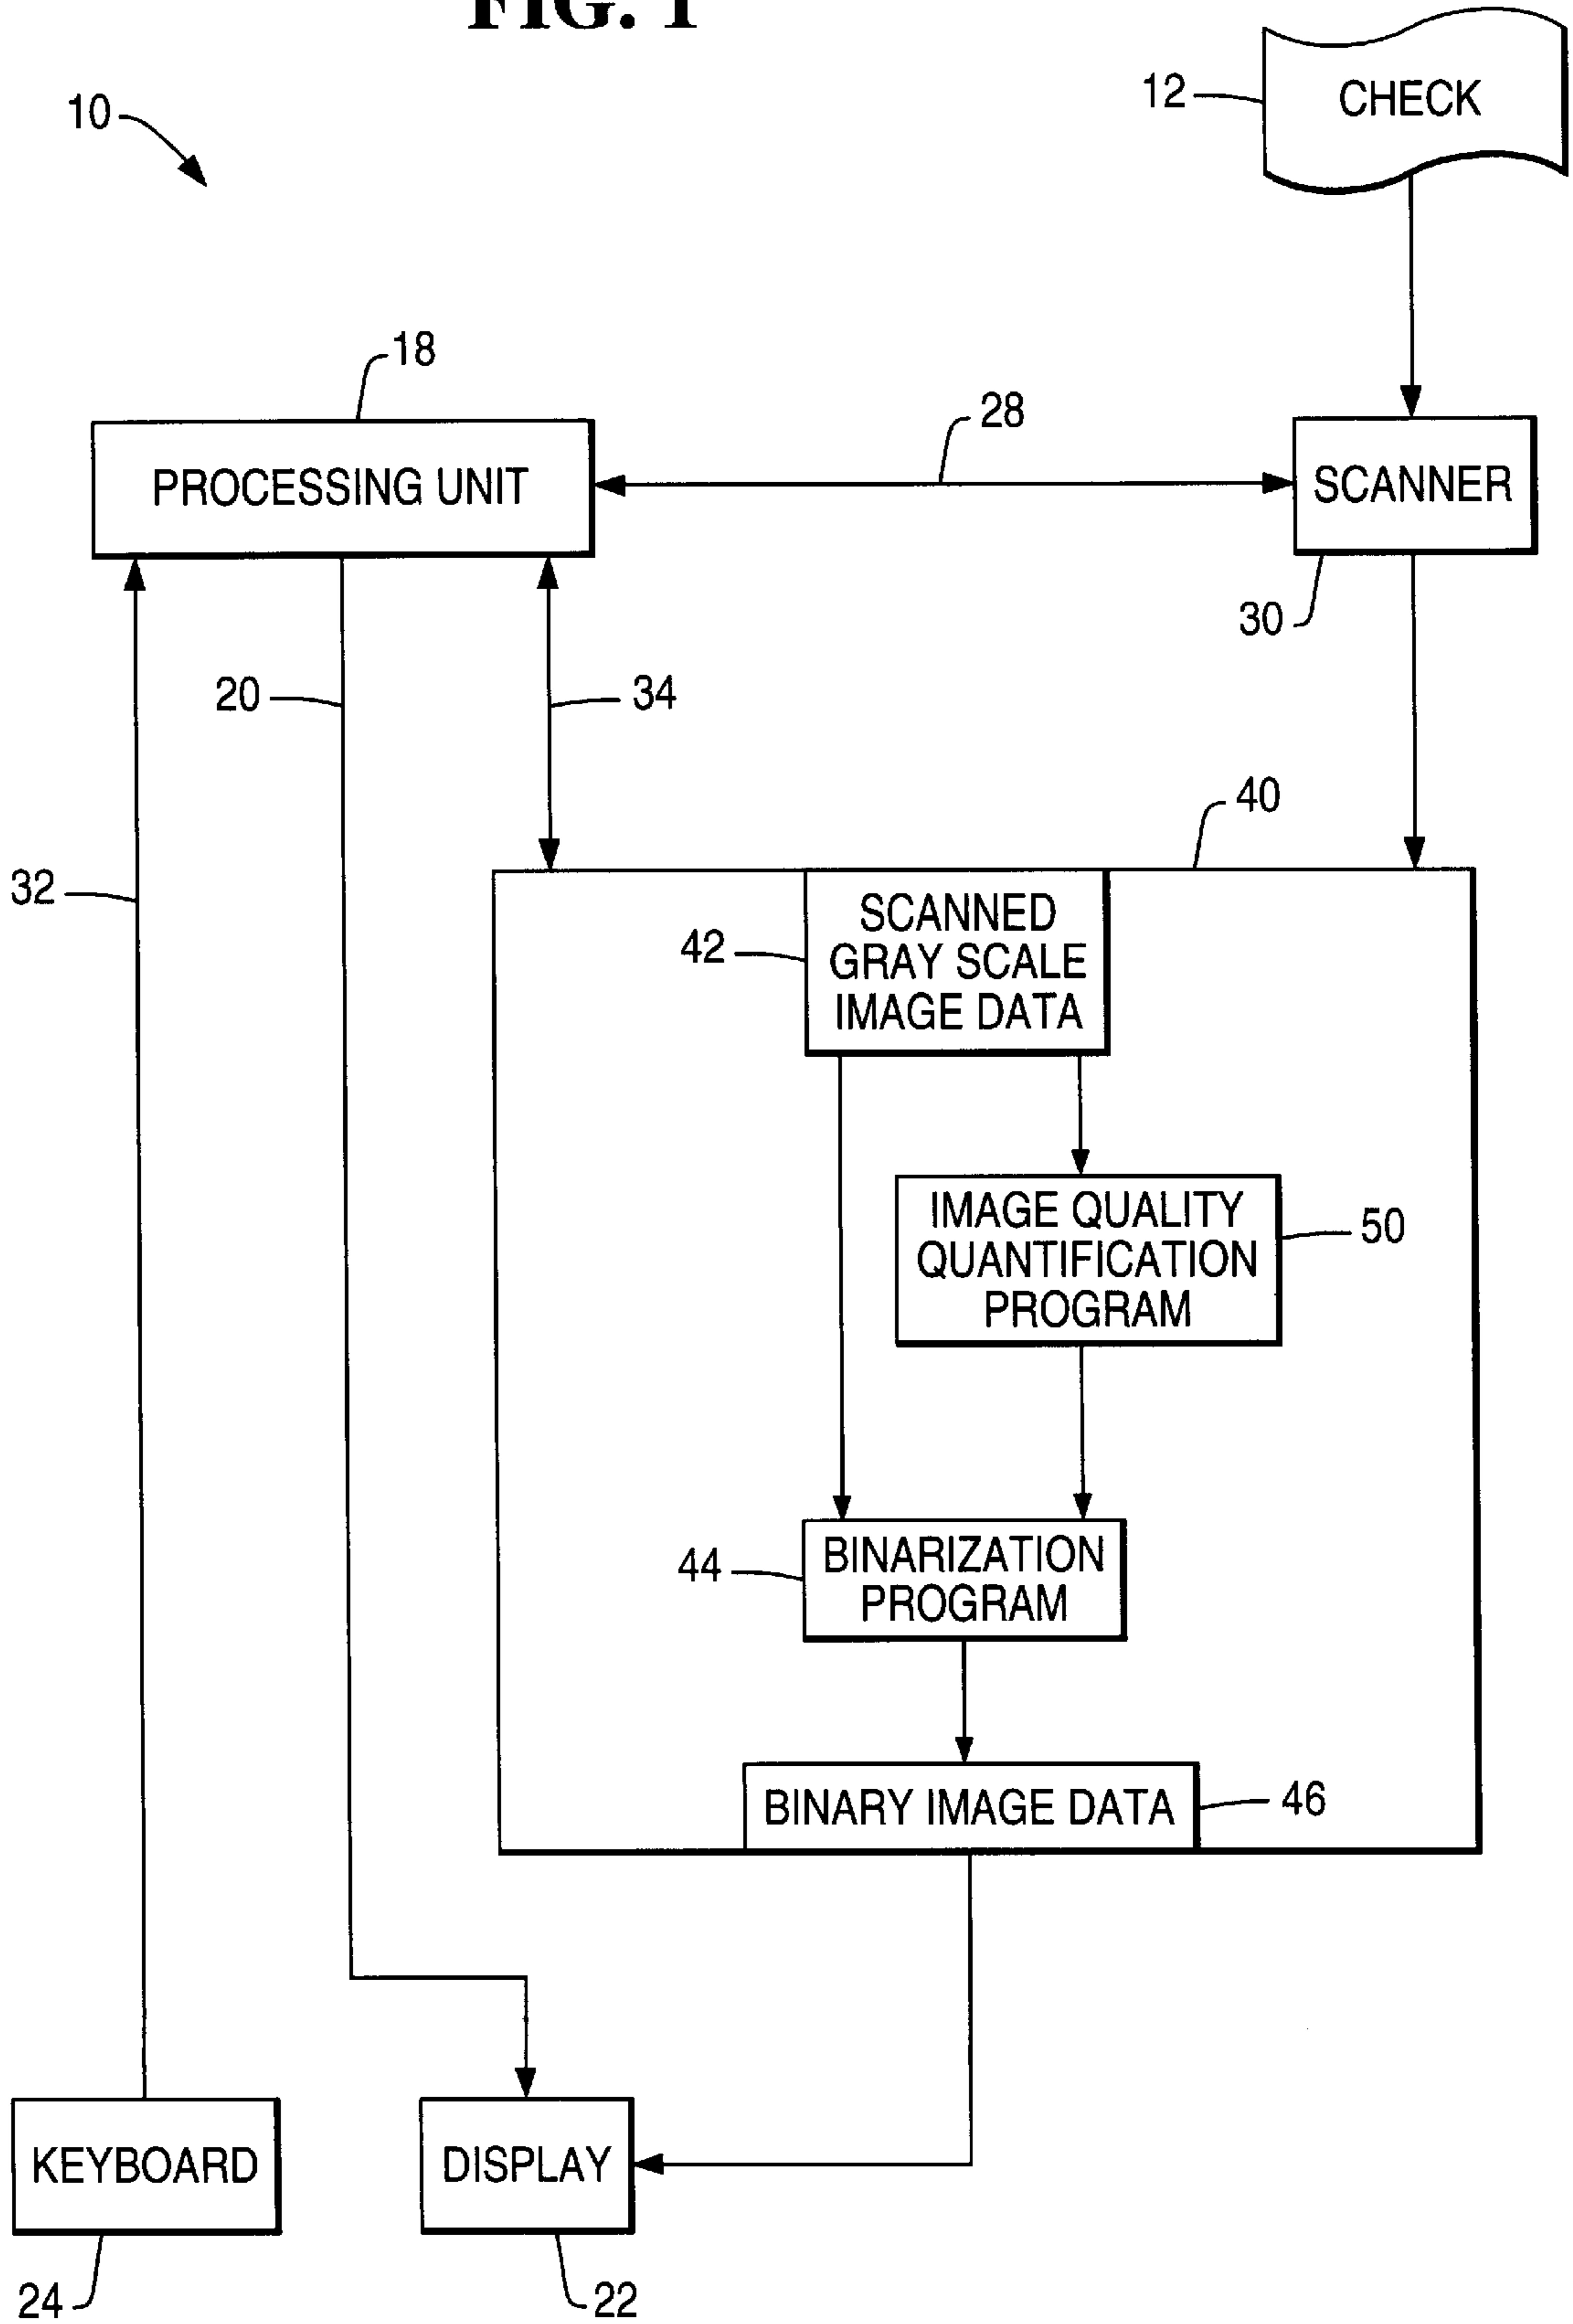 FIG. 1
12
CHECK
10
18
28
PROCESSING UNIT
SCANNER
30
20
34
40
32
42
SCANNED
GRAY SCALE
IMAGE DATA
IMAGE QUALITY
QUANTIFICATION
PROGRAM
50
44
BINARIZATION
PROGRAM
BINARY IMAGE DATA
46
KEYBOARD
DISPLAY
24
22